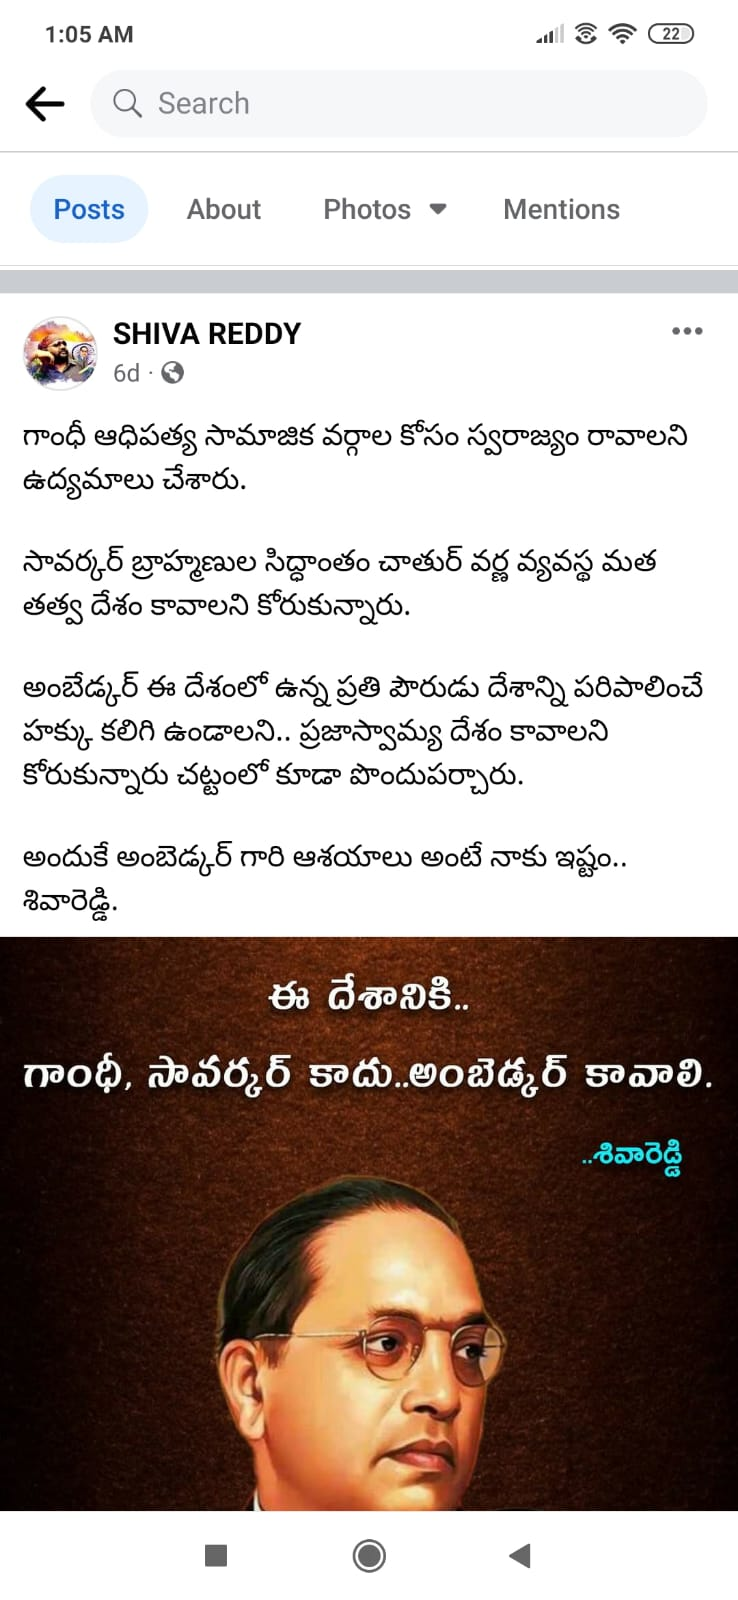 1:05 AM
22
Search
Posts About Photos Mentions
SHIVA REDDY
6d ·
గాంధీ ఆధిపత్య సామాజిక వర్గాల కోసం స్వరాజ్యం రావాలని
ఉద్యమాలు చేశారు.
సావర్కర్ బ్రాహ్మణుల సిద్ధాంతం చాతుర్ వర్ణ వ్యవస్థ మత
తత్వ దేశం కావాలని కోరుకున్నారు.
అంబేడ్కర్ ఈ దేశంలో ఉన్న ప్రతి పౌరుడు దేశాన్ని పరిపాలించే
హక్కు కలిగి ఉండాలని.. ప్రజాస్వామ్య దేశం కావాలని
కోరుకున్నారు చట్టంలో కూడా పొందుపర్చారు.
అందుకే అంబెడ్కర్ గారి ఆశయాలు అంటే నాకు ఇష్టం..
శివారెడ్డి.
ఈ దేశానికి..
గాంధీ, సావర్కర్ కాదు..అంబెడ్కర్ కావాలి.
..శివారెడ్డి